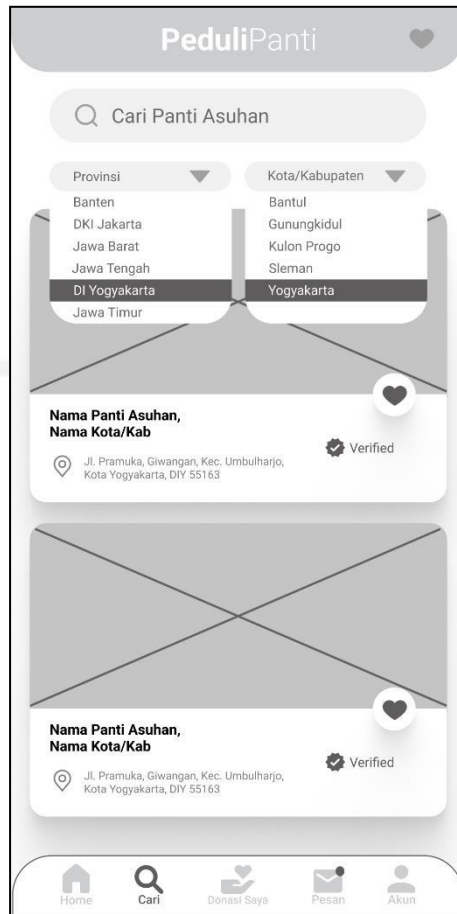 PeduliPanti
Cari Panti Asuhan
Provinsi
Kota/Kabupaten
Banten
DKI Jakarta
Jawa Barat
Jawa Tengah
DI Yogyakarta
Jawa Timur
Bantul
Gunungkidul
Kulon Progo
Sleman
Yogyakarta
Nama Panti Asuhan,
Nama Kota/Kab
Verified
Jl. Pramuka, Giwangan, Kec. Umbulharjo,
Kota Yogyakarta, DIY 55163
Nama Panti Asuhan,
Nama Kota/Kab
Verified
Jl. Pramuka, Giwangan, Kec. Umbulharjo,
Kota Yogyakarta, DIY 55163
Home
Cari
Donasi Saya
Pesan
Akun